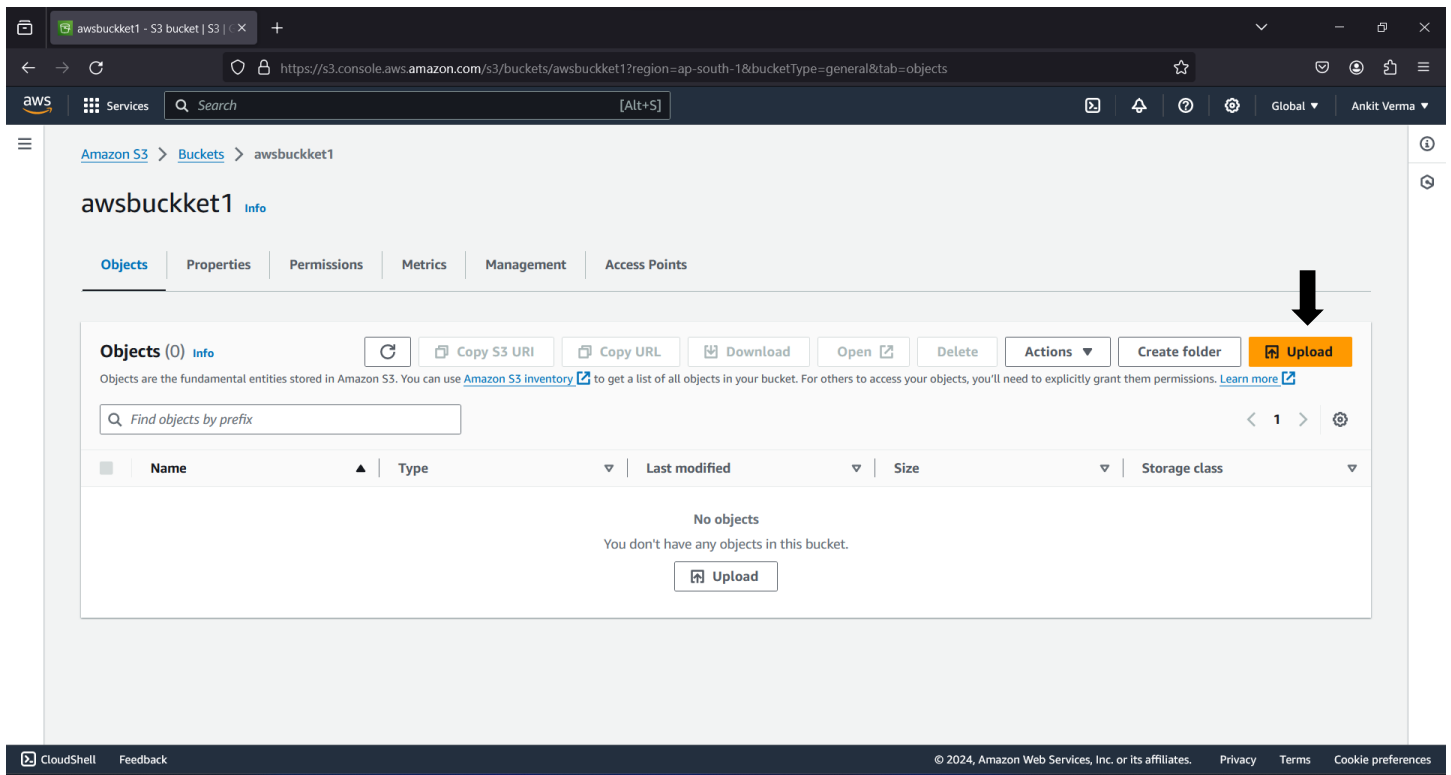 awsbuckket1 - S3 bucket | S3 |
https://s3.console.aws.amazon.com/s3/buckets/awsbuckket1?region=ap-south-1&bucketType=general&tab=objects
aws Services Search [Alt+S] Global Ankit Verma
Amazon S3 > Buckets > awsbuckket1
awsbuckket1 Info
Objects Properties Permissions Metrics Management Access Points
Objects (0) Info Copy S3 URI Copy URL Download Open Delete Actions Create folder Upload
Objects are the fundamental entities stored in Amazon S3. You can use Amazon S3 inventory to get a list of all objects in your bucket. For others to access your objects, you'll need to explicitly grant them permissions. Learn more
Find objects by prefix < 1 >
Name Type Last modified Size Storage class
No objects
You don't have any objects in this bucket.
Upload
CloudShell Feedback © 2024, Amazon Web Services, Inc. or its affiliates. Privacy Terms Cookie preferences